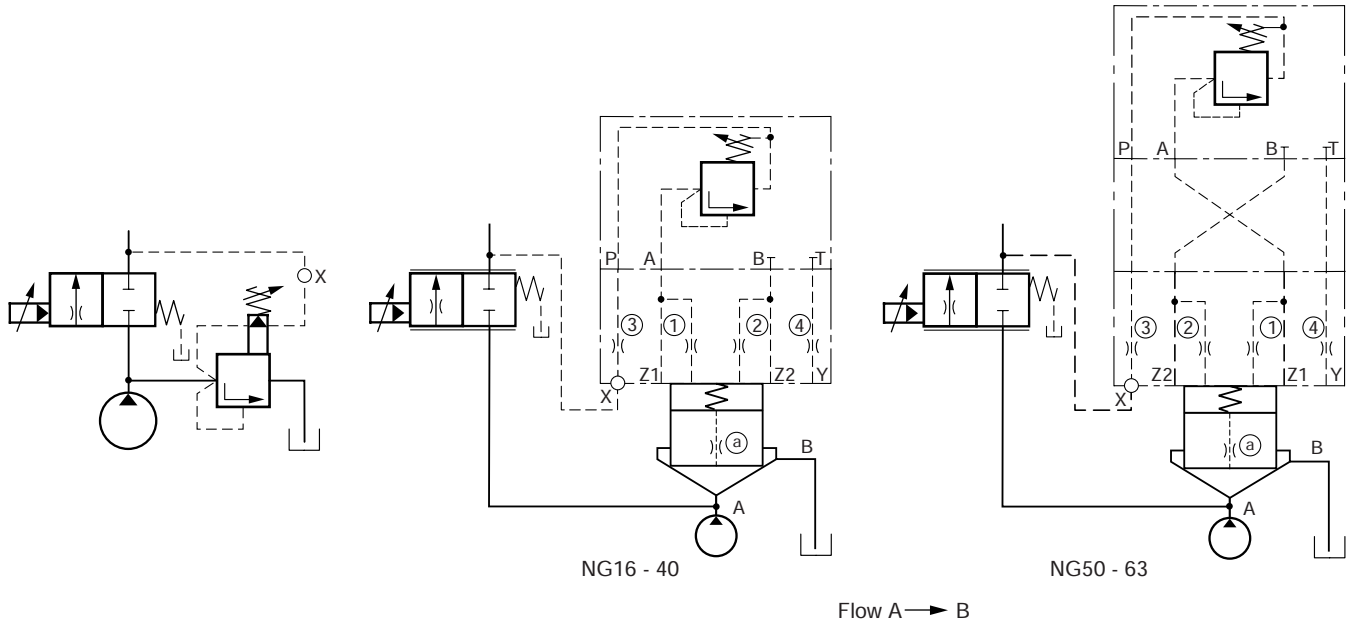 X
P A B T
③ ① ② ④
Z1 Z2 Y
X
ⓐ
B
A
NG16 - 40
P A B T
③ ② ① ④
Z2 Z1 Y
X
ⓐ
B
A
NG50 - 63
Flow A B